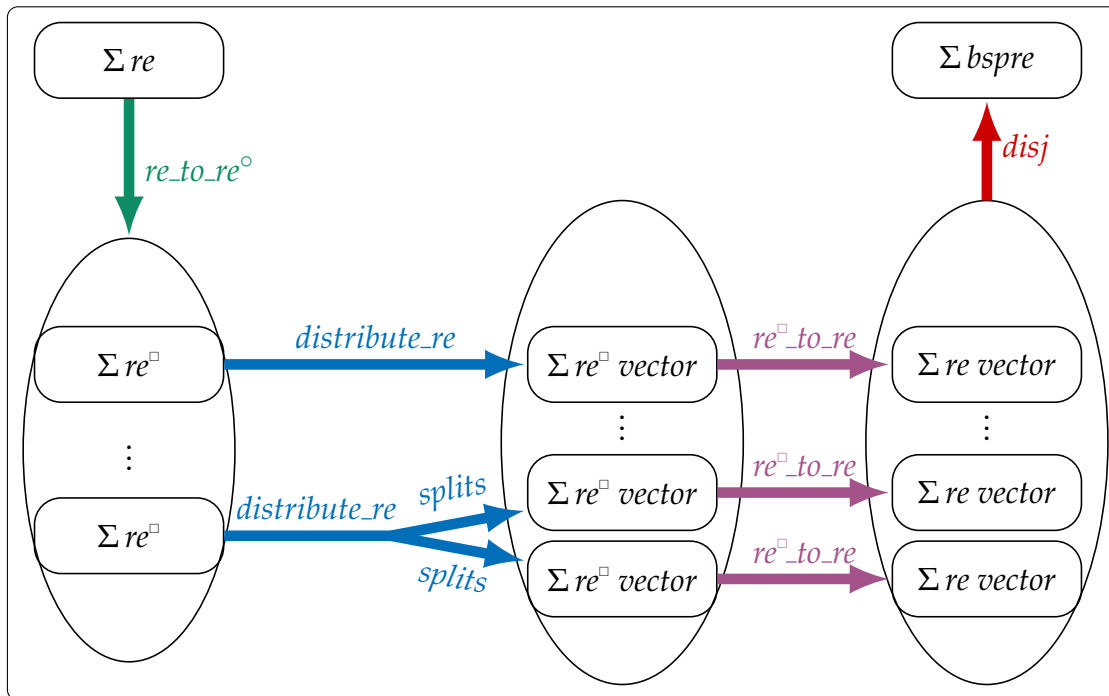 Σ re
Σ bspre
re_to_re○
disj
distribute_re
re□_to_re
Σ re□
Σ re□ vector
Σ re vector
⋮
⋮
⋮
re□_to_re
splits
Σ re□ vector
Σ re vector
distribute_re
Σ re□
re□_to_re
splits
Σ re□ vector
Σ re vector